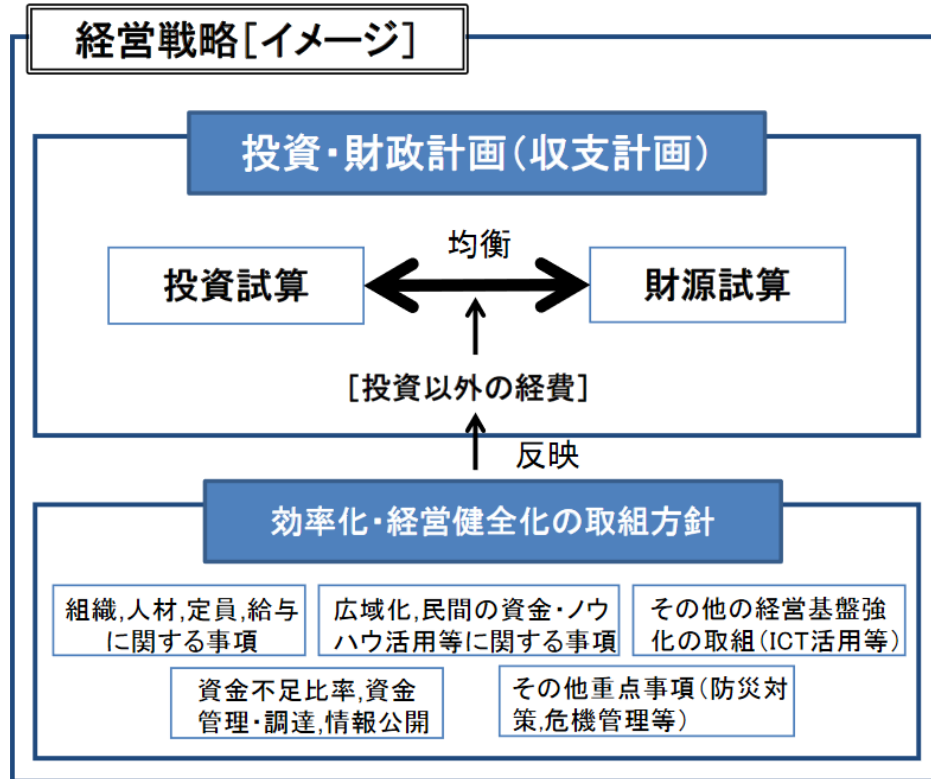 経営戦略[イメージ]
投資・財政計画(収支計画)
均衡
投資試算
財源試算
[投資以外の経費]
反映
効率化・経営健全化の取組方針
組織,人材,定員,給与
に関する事項
広域化,民間の資金・ノウ
ハウ活用等に関する事項
その他の経営基盤強
化の取組(ICT活用等)
資金不足比率,資金
管理・調達,情報公開
その他重点事項(防災対
策,危機管理等)